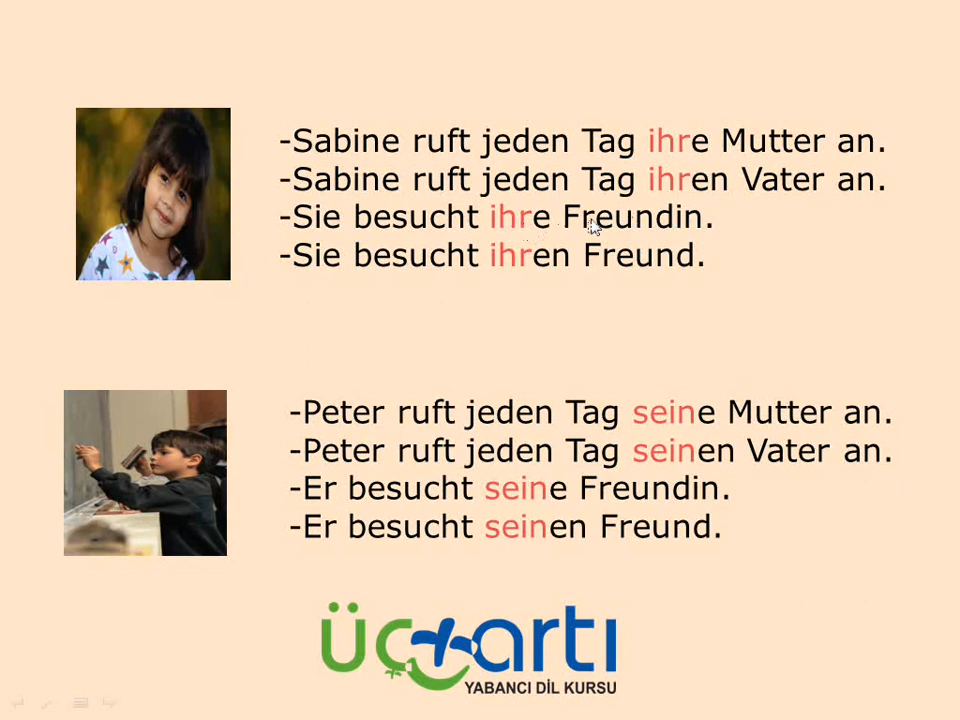 -Sabine ruft jeden Tag ihre Mutter an.
-Sabine ruft jeden Tag ihren Vater an.
-Sie besucht ihre Freundin.
-Sie besucht ihren Freund.
-Peter ruft jeden Tag seine Mutter an.
-Peter ruft jeden Tag seinen Vater an.
-Er besucht seine Freundin.
-Er besucht seinen Freund.
üç+artı
YABANCI DİL KURSU